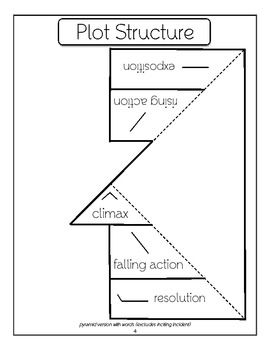 Plot Structure
exposition
rising action
climax
falling action
resolution
pyramid version with words (excludes inciting incident)
4